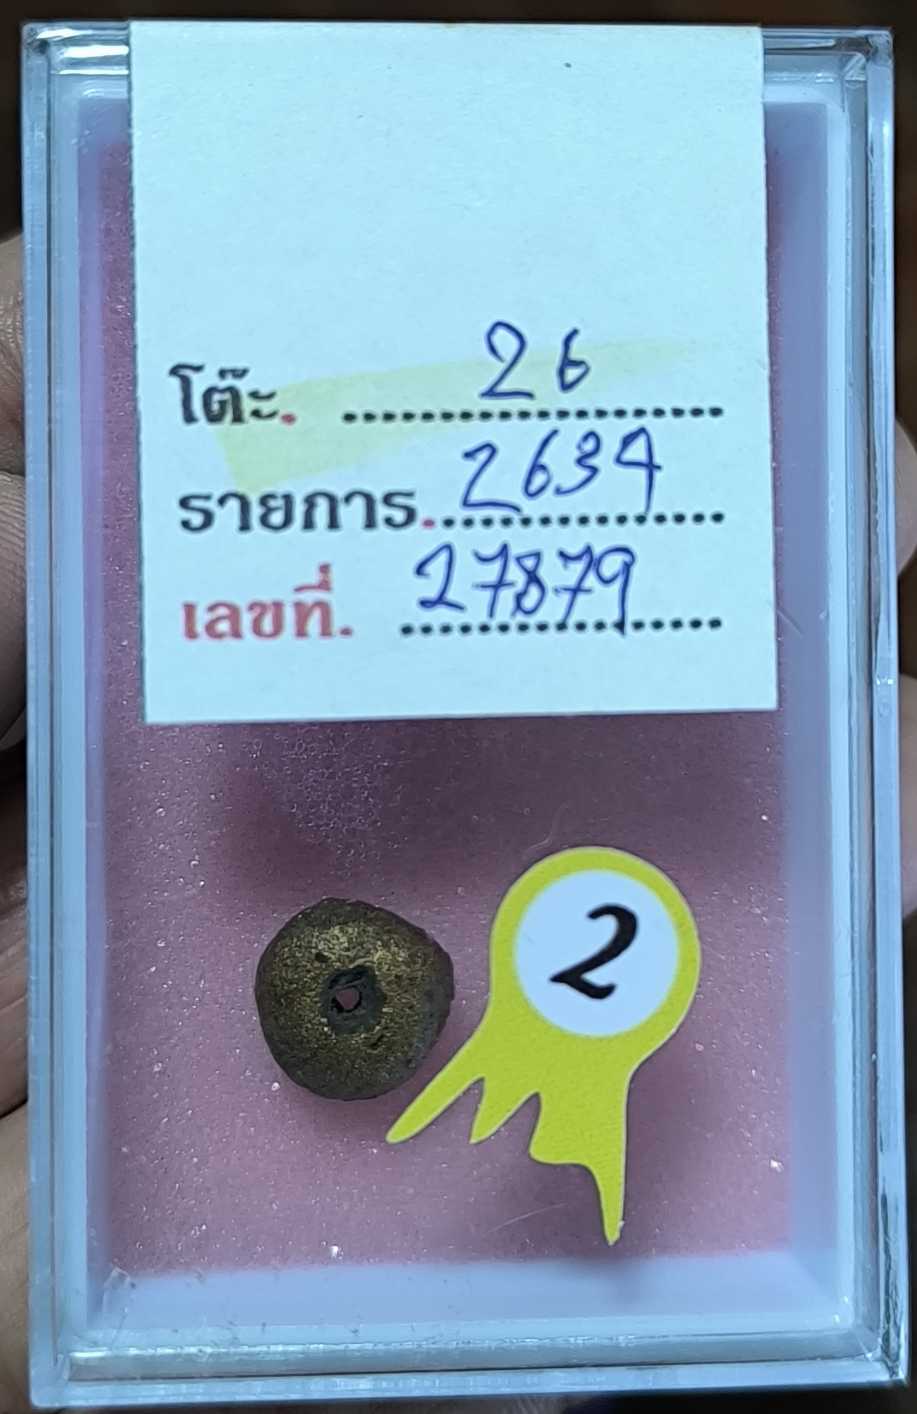 โต๊ะ. 26
รายการ. 2634
เลขที่. 27879
2